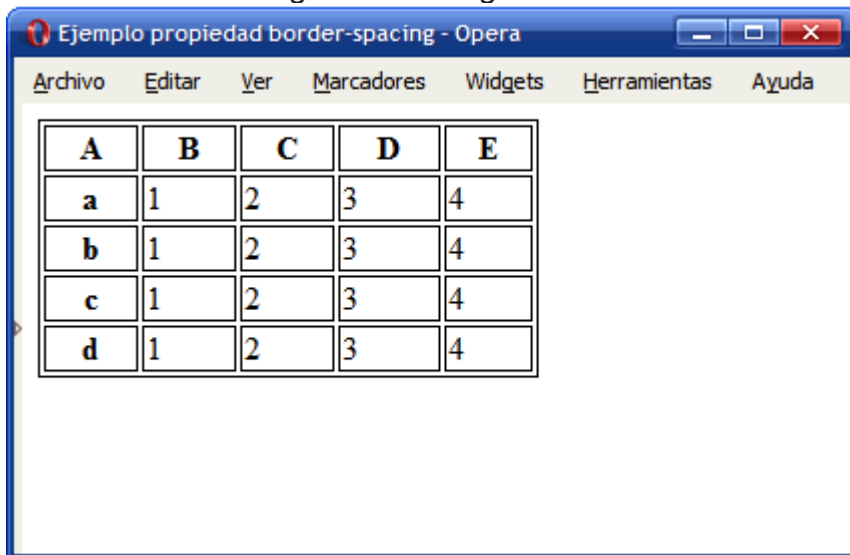 Ejemplo propiedad border-spacing - Opera
Archivo Editar Ver Marcadores Widgets Herramientas Ayuda
A B C D E
a 1 2 3 4
b 1 2 3 4
c 1 2 3 4
d 1 2 3 4